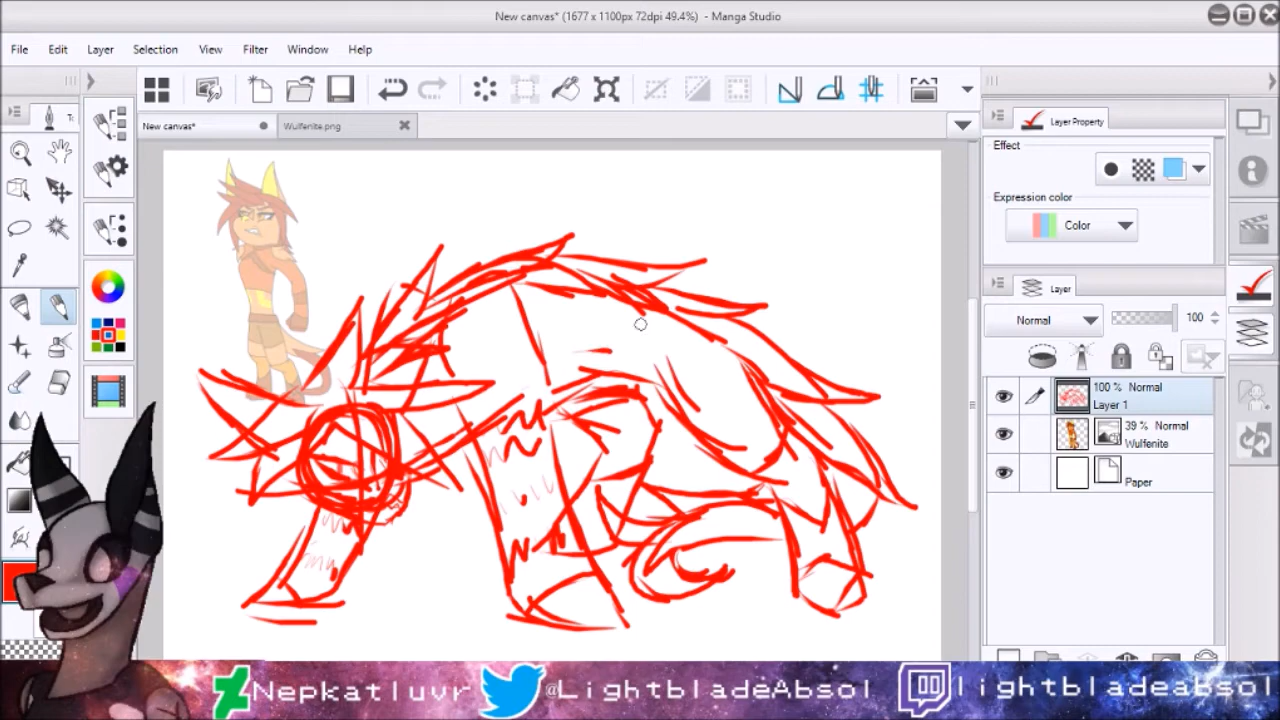 New canvas* (1677 x 1100px 72dpi 49.4%) - Manga Studio
File Edit Layer Selection View Filter Window Help
New canvas* Wulfenite.png
Layer Property
Effect
Expression color
Color
Layer
Normal 100
100 % Normal
Layer 1
39 % Normal
Wulfenite
Paper
Nepkatluvr @LightbladeAbsol lightbladeabsol